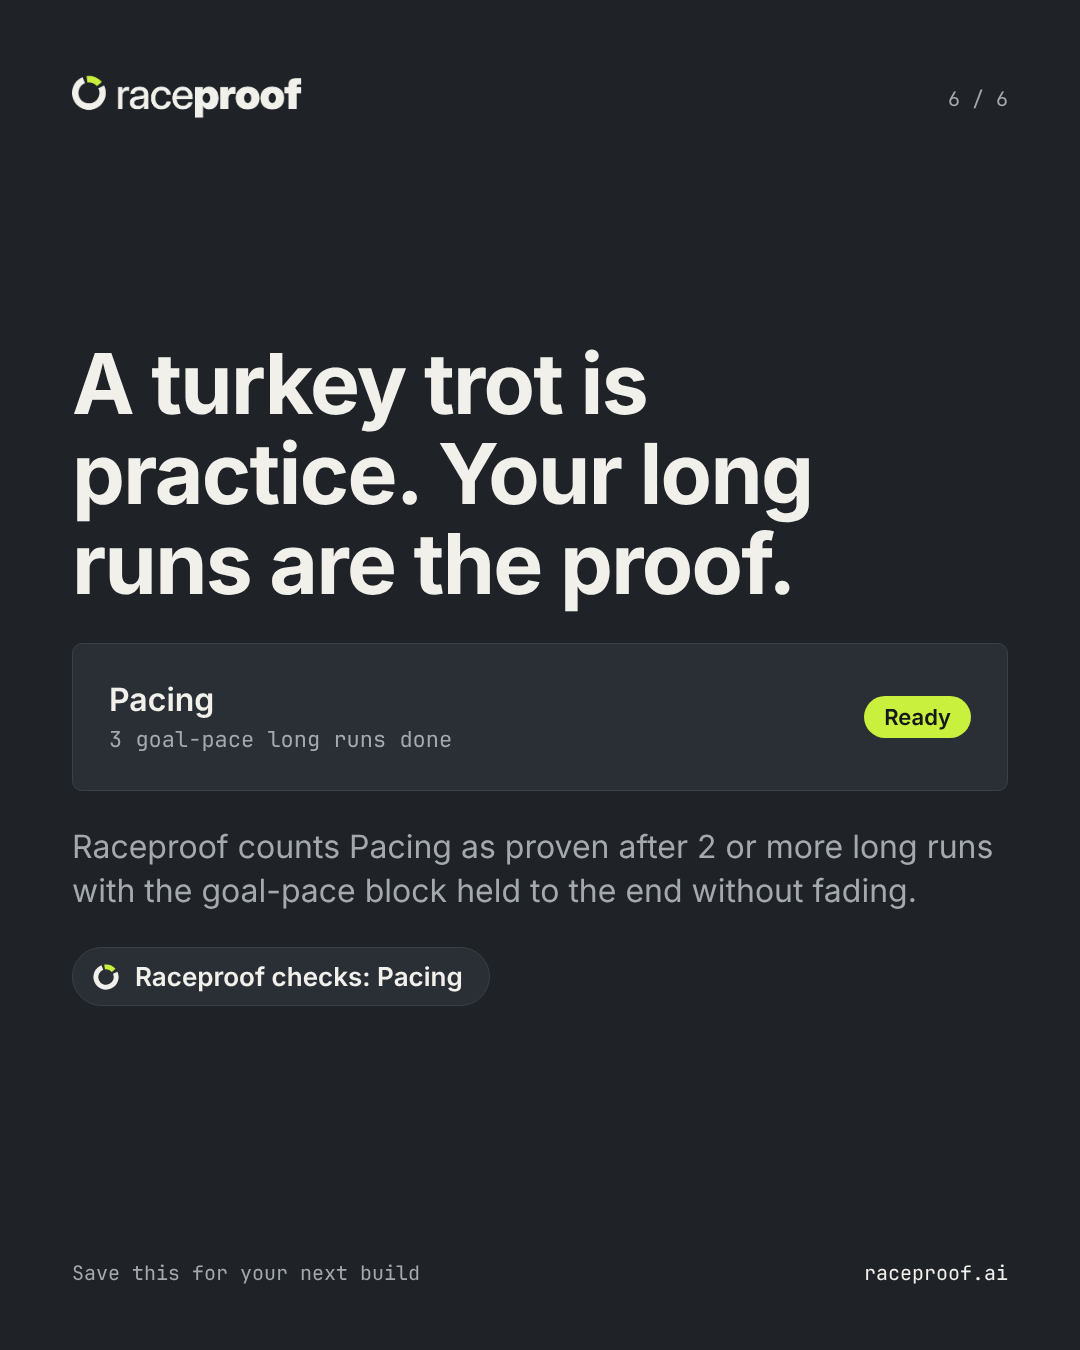 raceproof
6 / 6
A turkey trot is
practice. Your long
runs are the proof.
Pacing
3 goal-pace long runs done
Ready
Raceproof counts Pacing as proven after 2 or more long runs
with the goal-pace block held to the end without fading.
Raceproof checks: Pacing
Save this for your next build
raceproof.ai